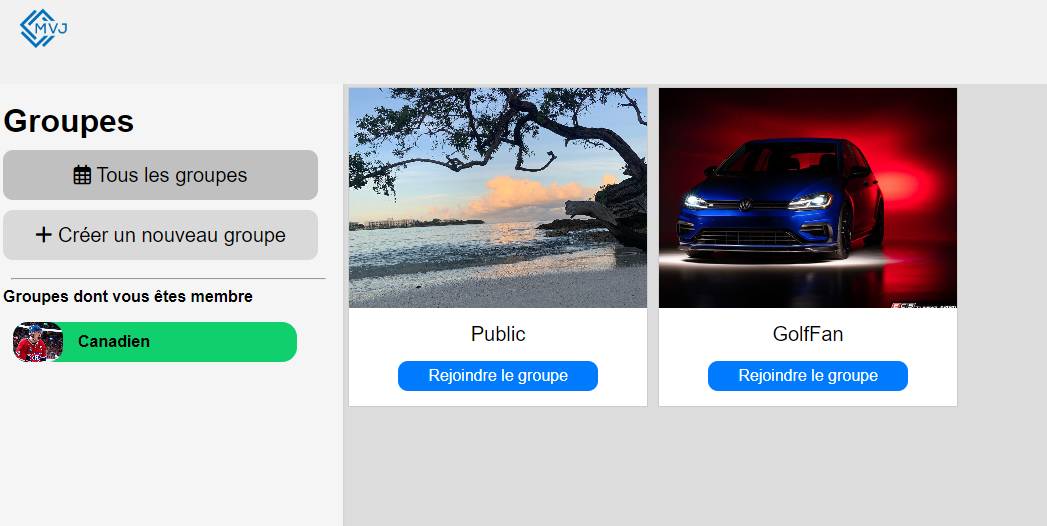 MVJ
Groupes
Tous les groupes
Créer un nouveau groupe
Groupes dont vous êtes membre
Canadien
Public
Rejoindre le groupe
GolfFan
Rejoindre le groupe